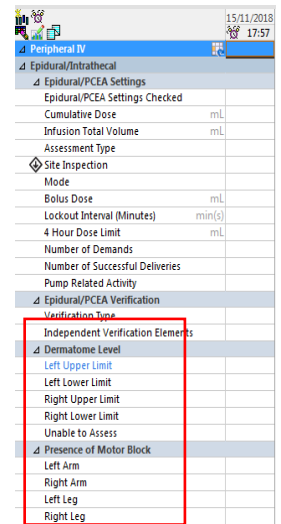 15/11/2018
17:57
Peripheral IV
Epidural/Intrathecal
Epidural/PCEA Settings
Epidural/PCEA Settings Checked
Cumulative Dose mL
Infusion Total Volume mL
Assessment Type
Site Inspection
Mode
Bolus Dose mL
Lockout Interval (Minutes) min(s)
4 Hour Dose Limit mL
Number of Demands
Number of Successful Deliveries
Pump Related Activity
Epidural/PCEA Verification
Verification Type
Independent Verification Elements
Dermatome Level
Left Upper Limit
Left Lower Limit
Right Upper Limit
Right Lower Limit
Unable to Assess
Presence of Motor Block
Left Arm
Right Arm
Left Leg
Right Leg